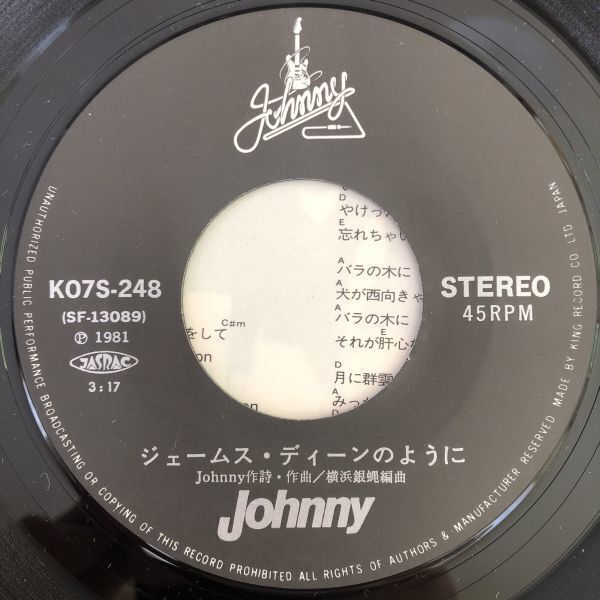 Johnny
K07S-248
(SF-13089)
Ⓟ 1981
JASRAC
3:17
STEREO
45RPM
D
E
忘れちゃ
A
バラの木に
犬が西向きゃ
A
バラの木に
E
それが肝心な
D
月に群雲
A
みっ
D
C#m
をして
on
on
ジェームス・ディーンのように
Johnny作詩・作曲/横浜銀蝿編曲
Johnny
UNAUTHORIZED PUBLIC PERFORMANCE BROADCASTING OR COPYING OF THIS RECORD PROHIBITED ALL RIGHTS OF AUTHORS & MANUFACTURER RESERVED MADE BY KING RECORD CO. LTD JAPAN